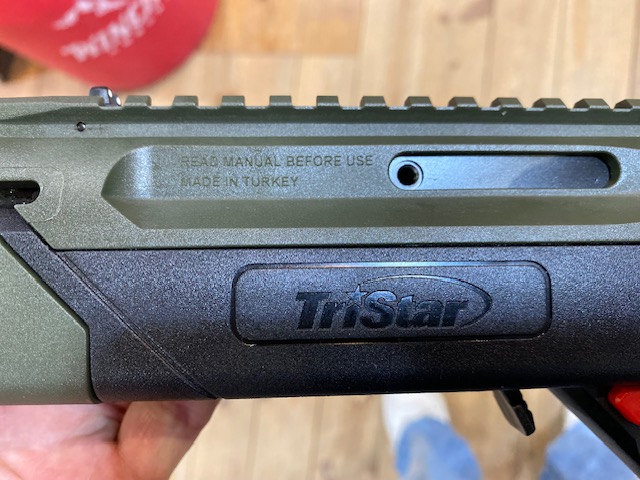 READ MANUAL BEFORE USE
MADE IN TURKEY
TriStar